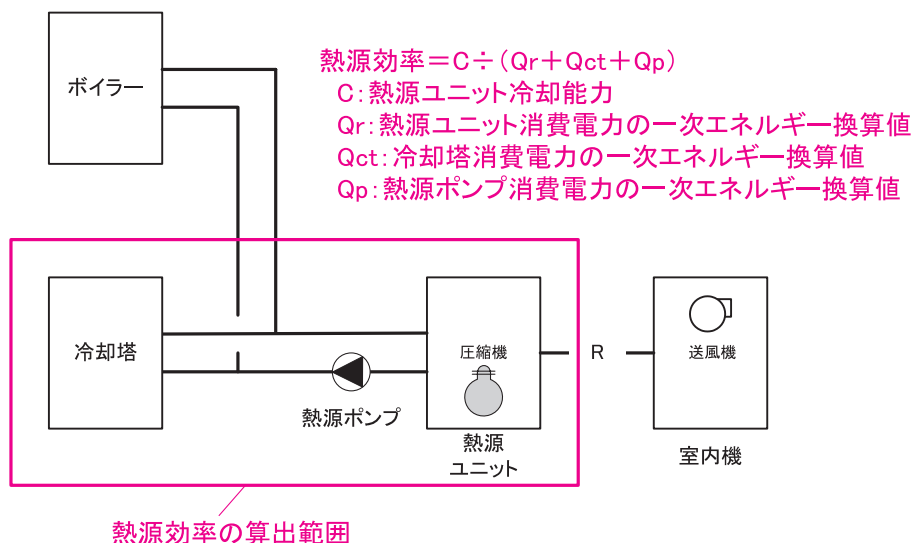 ボイラー
熱源効率＝C÷(Qr＋Qct＋Qp)
C:熱源ユニット冷却能力
Qr:熱源ユニット消費電力の一次エネルギー換算値
Qct:冷却塔消費電力の一次エネルギー換算値
Qp:熱源ポンプ消費電力の一次エネルギー換算値
冷却塔
熱源ポンプ
圧縮機
熱源
ユニット
R
送風機
室内機
熱源効率の算出範囲